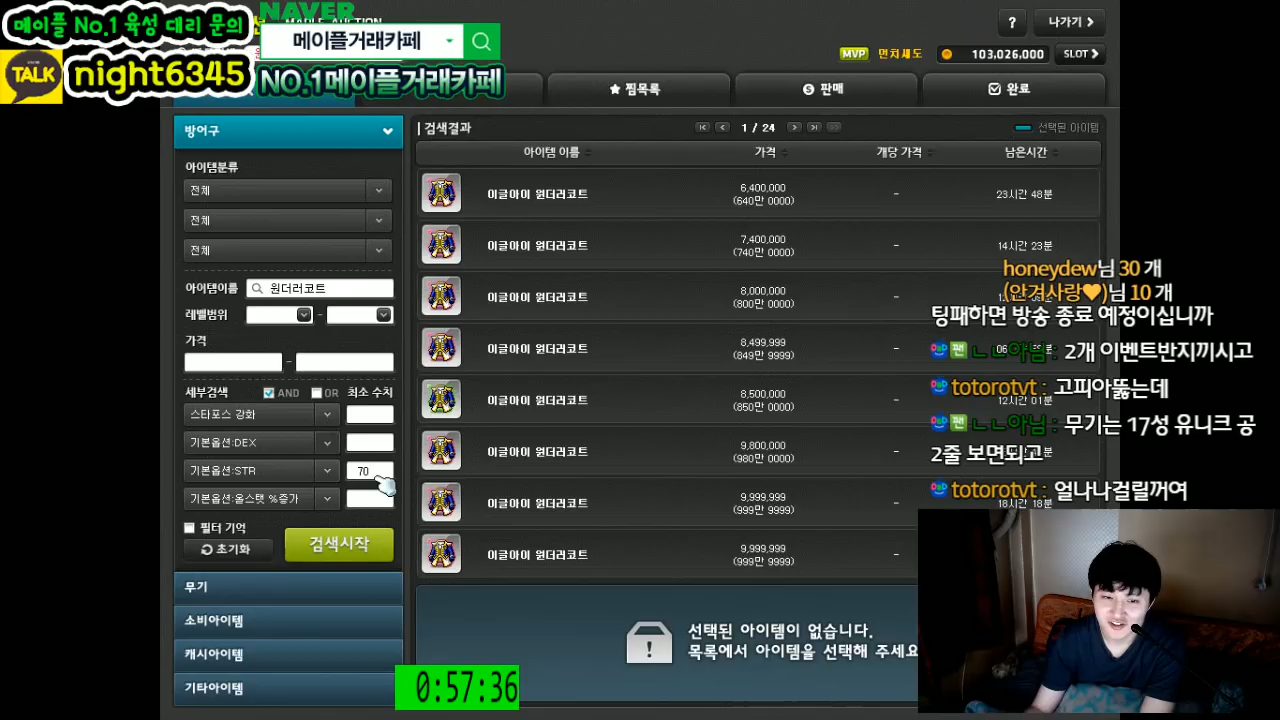 메이플 No.1 육성 대리 문의
TALK night6345
NAVER
메이플거래카페
NO.1메이플거래카페
? 나가기
MVP 면치세도 103,026,000 SLOT
찜목록 판매 완료
방어구
아이템분류
전체
전체
전체
아이템이름 원더러코트
레벨범위 -
가격
-
세부검색 AND OR 최소 수치
스타포스 강화
기본옵션:DEX
기본옵션:STR 70
기본옵션:올스탯 %증가
필터 기억
초기화 검색시작
무기
소비아이템
캐시아이템
기타아이템
검색결과 1 / 24 선택된 아이템
아이템 이름 가격 개당 가격 남은시간
이글아이 원더러코트 6,400,000 (640만 0000) - 23시간 48분
이글아이 원더러코트 7,400,000 (740만 0000) - 14시간 23분
이글아이 원더러코트 8,000,000 (800만 0000) -
이글아이 원더러코트 8,499,999 (849만 9999) -
이글아이 원더러코트 8,500,000 (850만 0000) - 12시간 01분
이글아이 원더러코트 9,800,000 (980만 0000) -
이글아이 원더러코트 9,999,999 (999만 9999) - 18시간 18분
이글아이 원더러코트 9,999,999 (999만 9999) -
선택된 아이템이 없습니다.
목록에서 아이템을 선택해 주세요
honeydew님 30 개
(안겨사랑♥)님 10 개
팅패하면 방송 종료 예정이십니까
팬 ㄴㄴ아님 : 2개 이벤트반지끼시고
totorotvt : 고피아뚫는데
팬 ㄴㄴ아님 : 무기는 17성 유니크 공
2줄 보면되고
totorotvt : 얼나나걸릴꺼여
0:57:36